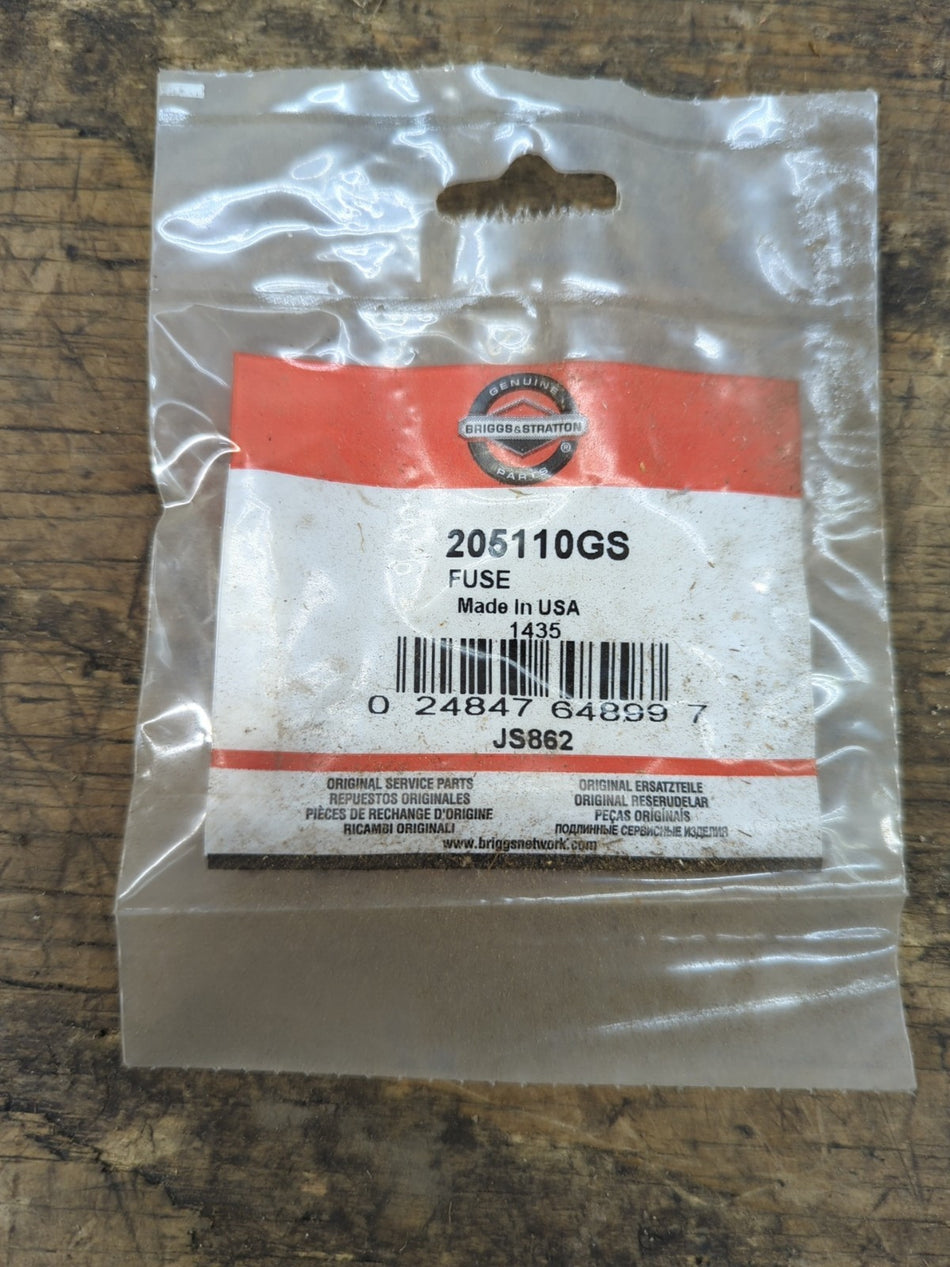 GENUINE
BRIGGS&STRATTON
®
PARTS
205110GS
FUSE
Made In USA
1435
0 24847 64899 7
JS862
ORIGINAL SERVICE PARTS
REPUESTOS ORIGINALES
PIÈCES DE RECHANGE D'ORIGINE
RICAMBI ORIGINALI
ORIGINAL ERSATZTEILE
ORIGINAL RESERUDELAR
PEÇAS ORIGINAIS
ПОДЛИННЫЕ СЕРВИСНЫЕ ИЗДЕЛИЯ
www.briggsnetwork.com